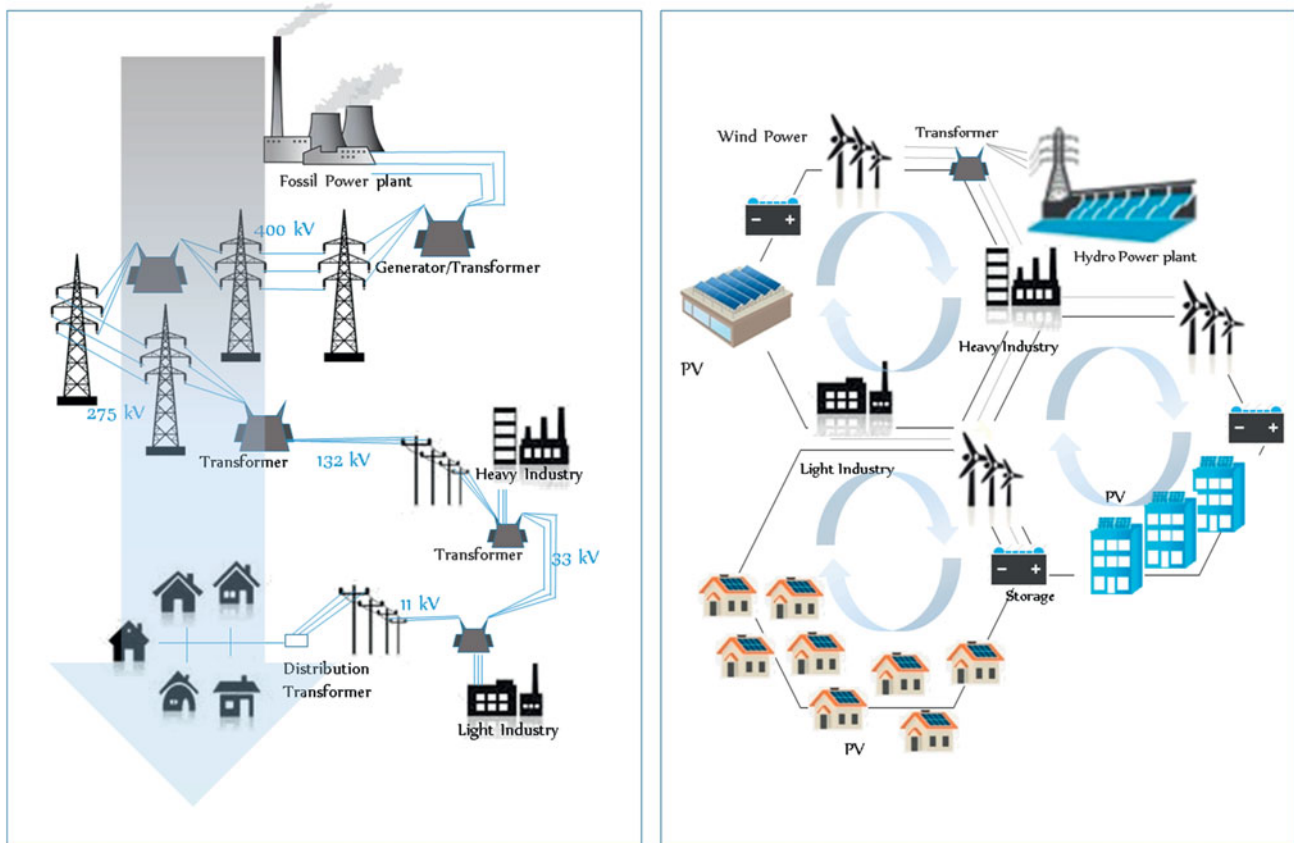 Fossil Power plant
400 kV
Generator/Transformer
275 kV
Transformer
132 kV
Heavy Industry
Transformer
33 kV
11 kV
Distribution
Transformer
Light Industry
Wind Power
Transformer
- +
Hydro Power plant
PV
Heavy Industry
Light Industry
- +
PV
- +
Storage
PV